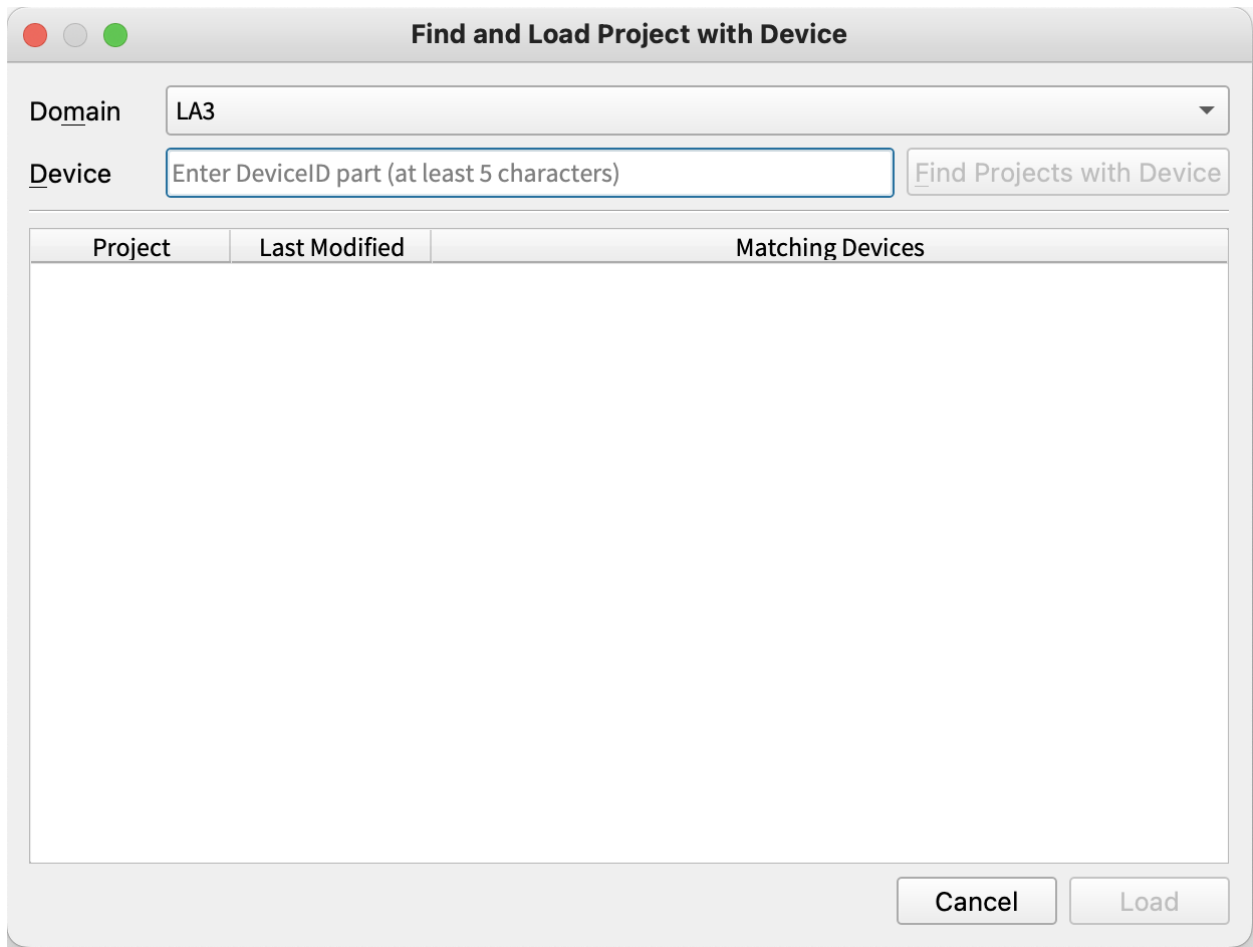 Find and Load Project with Device
Domain LA3
Device Enter DeviceID part (at least 5 characters) Find Projects with Device
Project Last Modified Matching Devices
Cancel Load